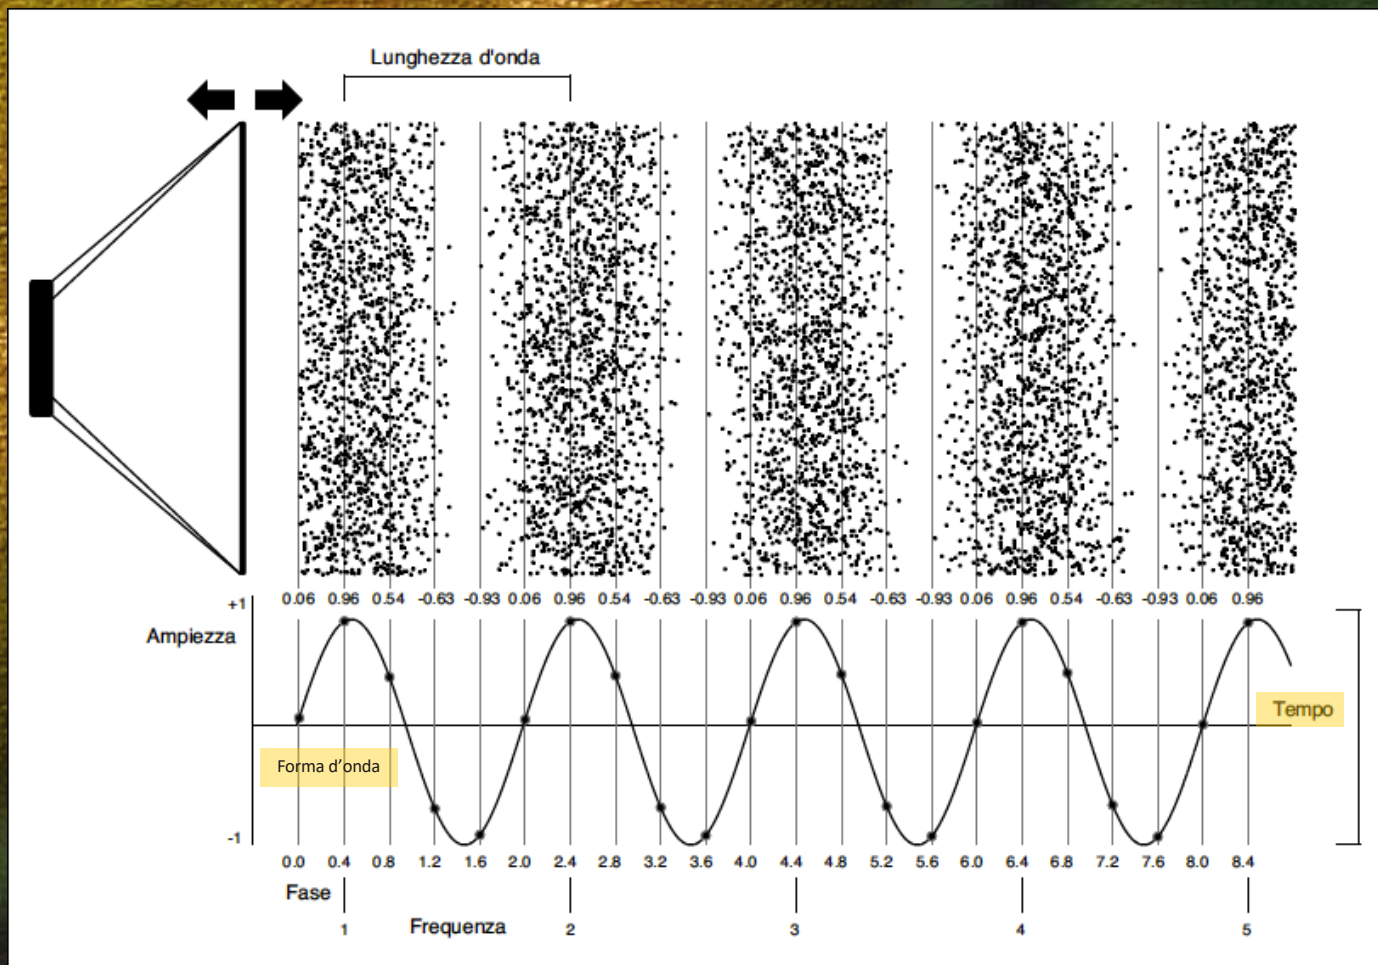 Lunghezza d'onda
+1 0.06 0.96 0.54 -0.63 -0.93 0.06 0.96 0.54 -0.63 -0.93 0.06 0.96 0.54 -0.63 -0.93 0.06 0.96 0.54 -0.63 -0.93 0.06 0.96
Ampiezza
Tempo
Forma d'onda
-1
0.0 0.4 0.8 1.2 1.6 2.0 2.4 2.8 3.2 3.6 4.0 4.4 4.8 5.2 5.6 6.0 6.4 6.8 7.2 7.6 8.0 8.4
Fase
Frequenza
1 2 3 4 5